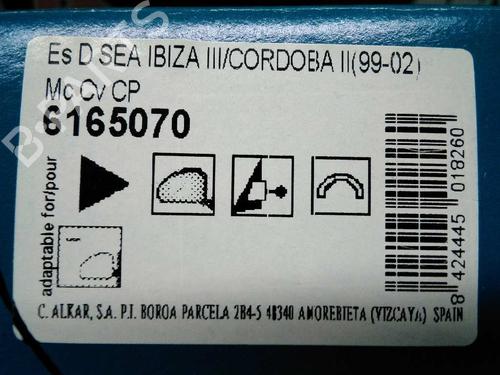 Es D SEA IBIZA III/CORDOBA II(99-02)
Mc Cv CP
6165070
adaptable for/pour
8 424445 018260
C. ALKAR, S.A. P.I. BOROA PARCELA 2B4-5 48340 AMOREBIETA (VIZCAYA) SPAIN
B-PARTS